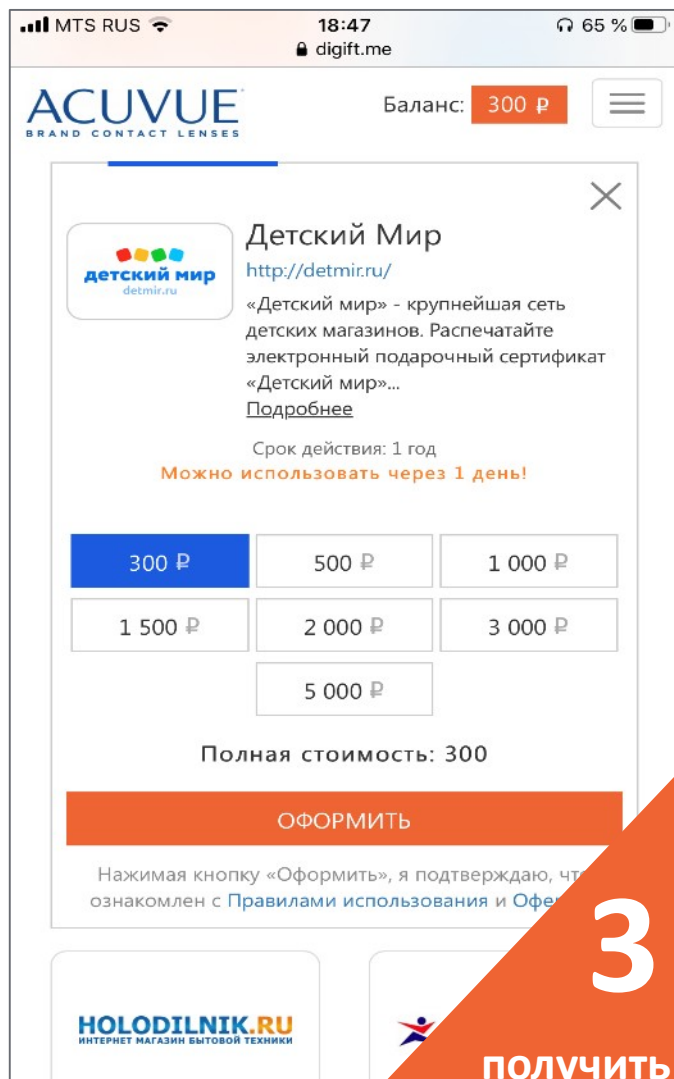 MTS RUS 18:47 65 %
digift.me
ACUVUE
BRAND CONTACT LENSES
Баланс: 300 ₽
детский мир
detmir.ru
Детский Мир
http://detmir.ru/
«Детский мир» - крупнейшая сеть
детских магазинов. Распечатайте
электронный подарочный сертификат
«Детский мир»...
Подробнее
Срок действия: 1 год
Можно использовать через 1 день!
300 ₽ 500 ₽ 1 000 ₽
1 500 ₽ 2 000 ₽ 3 000 ₽
5 000 ₽
Полная стоимость: 300
ОФОРМИТЬ
Нажимая кнопку «Оформить», я подтверждаю, что
ознакомлен с Правилами использования и
HOLODILNIK.RU
ИНТЕРНЕТ МАГАЗИН БЫТОВОЙ ТЕХНИКИ
3
получить